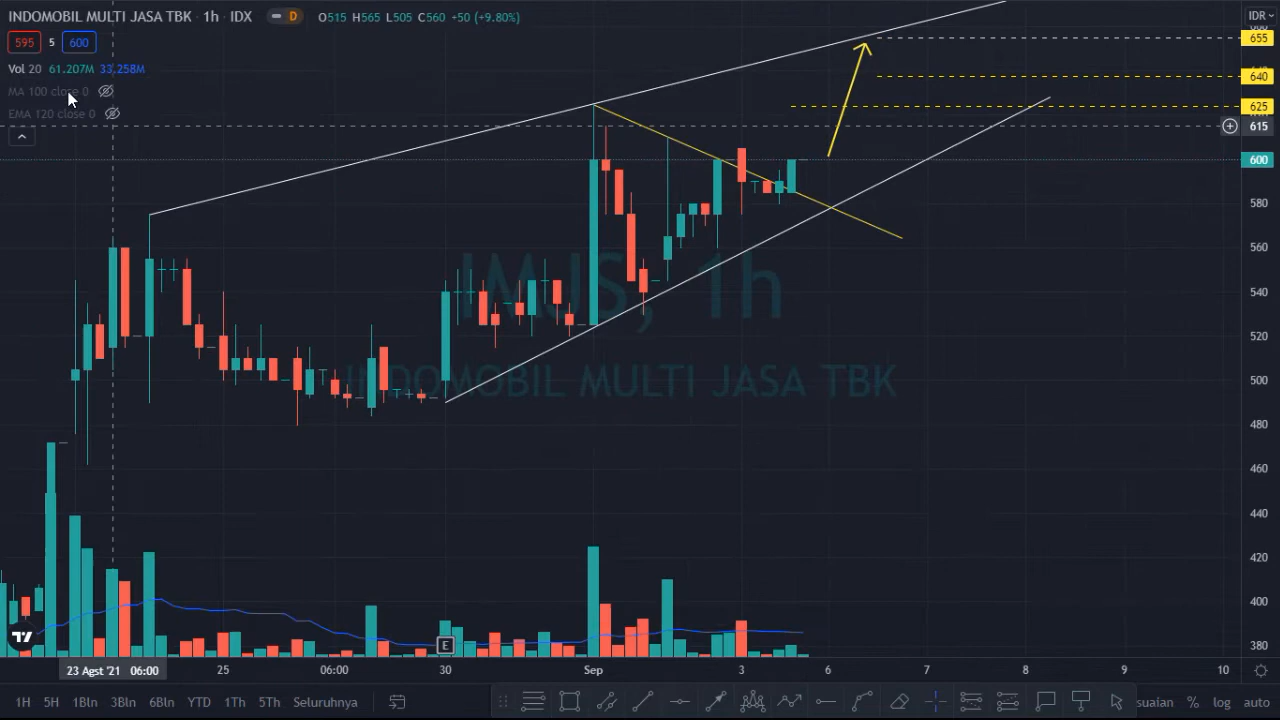 INDOMOBIL MULTI JASA TBK · 1h · IDX D O515 H565 L505 C560 +50 (+9.80%) IDR
595 5 600
655
Vol 20 61.207M 33.258M
640
MA 100 close 0
625
EMA 120 close 0
615
600
580
560
IMJS, 1h
540
520
INDOMOBIL MULTI JASA TBK
500
480
460
440
420
400
E
380
23 Agst '21 06:00 25 06:00 30 Sep 3 6 7 8 9 10
1H 5H 1Bln 3Bln 6Bln YTD 1Th 5Th Seluruhnya suaian % log auto